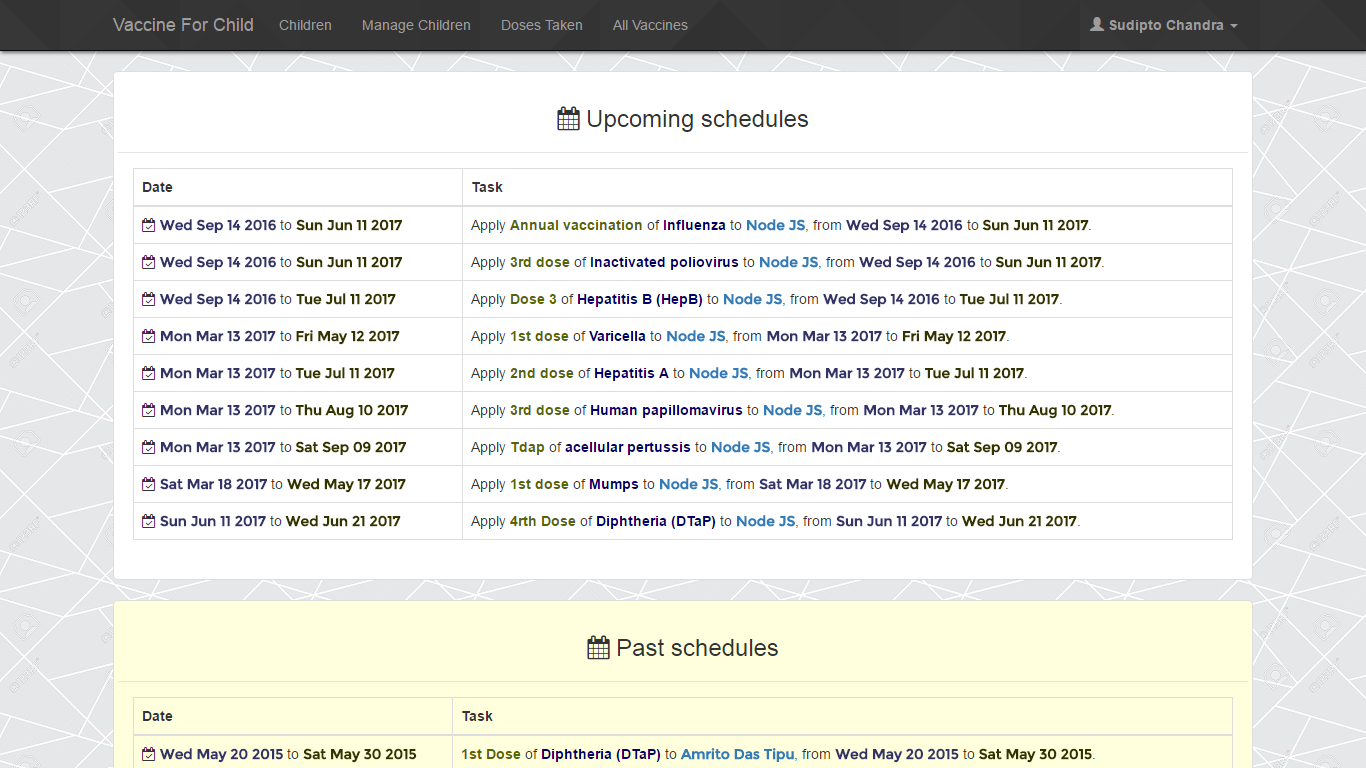 Vaccine For Child Children Manage Children Doses Taken All Vaccines Sudipto Chandra
Upcoming schedules
Date Task
Wed Sep 14 2016 to Sun Jun 11 2017 Apply Annual vaccination of Influenza to Node JS, from Wed Sep 14 2016 to Sun Jun 11 2017.
Wed Sep 14 2016 to Sun Jun 11 2017 Apply 3rd dose of Inactivated poliovirus to Node JS, from Wed Sep 14 2016 to Sun Jun 11 2017.
Wed Sep 14 2016 to Tue Jul 11 2017 Apply Dose 3 of Hepatitis B (HepB) to Node JS, from Wed Sep 14 2016 to Tue Jul 11 2017.
Mon Mar 13 2017 to Fri May 12 2017 Apply 1st dose of Varicella to Node JS, from Mon Mar 13 2017 to Fri May 12 2017.
Mon Mar 13 2017 to Tue Jul 11 2017 Apply 2nd dose of Hepatitis A to Node JS, from Mon Mar 13 2017 to Tue Jul 11 2017.
Mon Mar 13 2017 to Thu Aug 10 2017 Apply 3rd dose of Human papillomavirus to Node JS, from Mon Mar 13 2017 to Thu Aug 10 2017.
Mon Mar 13 2017 to Sat Sep 09 2017 Apply Tdap of acellular pertussis to Node JS, from Mon Mar 13 2017 to Sat Sep 09 2017.
Sat Mar 18 2017 to Wed May 17 2017 Apply 1st dose of Mumps to Node JS, from Sat Mar 18 2017 to Wed May 17 2017.
Sun Jun 11 2017 to Wed Jun 21 2017 Apply 4rth Dose of Diphtheria (DTaP) to Node JS, from Sun Jun 11 2017 to Wed Jun 21 2017.
Past schedules
Date Task
Wed May 20 2015 to Sat May 30 2015 1st Dose of Diphtheria (DTaP) to Amrito Das Tipu, from Wed May 20 2015 to Sat May 30 2015.